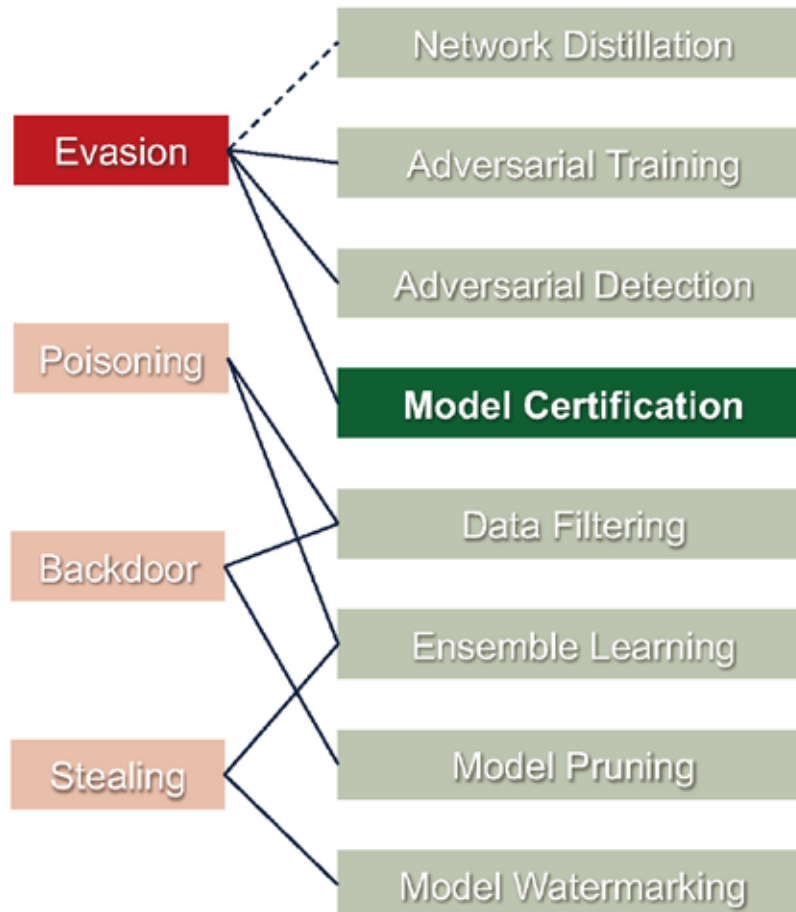 Network Distillation
Evasion
Adversarial Training
Adversarial Detection
Poisoning
Model Certification
Data Filtering
Backdoor
Ensemble Learning
Stealing
Model Pruning
Model Watermarking